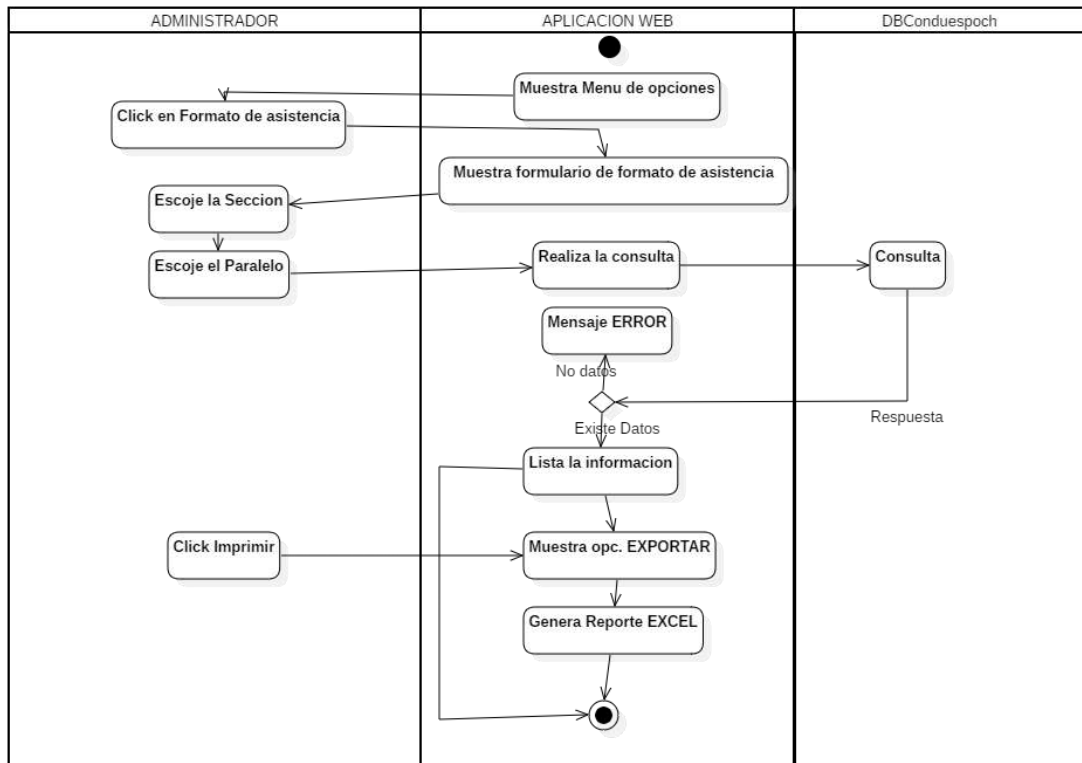 ADMINISTRADOR
APLICACION WEB
DBConduespoch
Muestra Menu de opciones
Click en Formato de asistencia
Muestra formulario de formato de asistencia
Escoje la Seccion
Escoje el Paralelo
Realiza la consulta
Consulta
Mensaje ERROR
No datos
Respuesta
Existe Datos
Lista la informacion
Click Imprimir
Muestra opc. EXPORTAR
Genera Reporte EXCEL